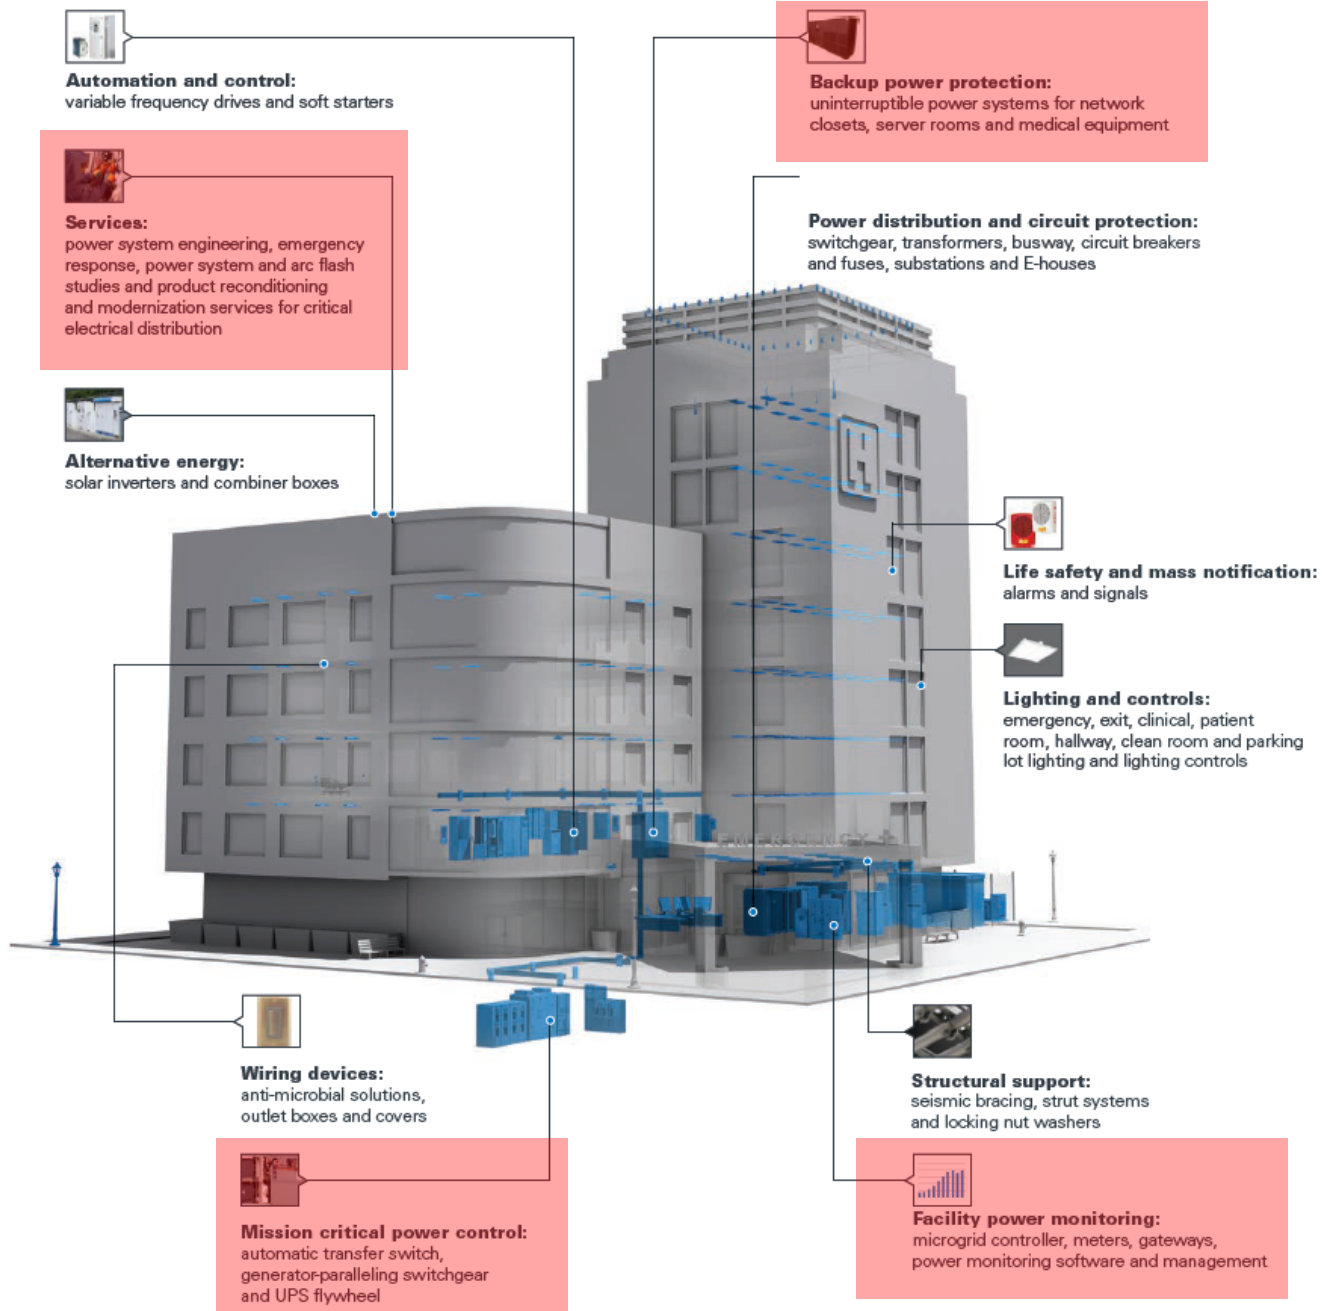 Automation and control:
variable frequency drives and soft starters
Backup power protection:
uninterruptible power systems for network
closets, server rooms and medical equipment
Services:
power system engineering, emergency
response, power system and arc flash
studies and product reconditioning
and modernization services for critical
electrical distribution
Power distribution and circuit protection:
switchgear, transformers, busway, circuit breakers
and fuses, substations and E-houses
Alternative energy:
solar inverters and combiner boxes
H
Life safety and mass notification:
alarms and signals
Lighting and controls:
emergency, exit, clinical, patient
room, hallway, clean room and parking
lot lighting and lighting controls
EMERGENCY
Wiring devices:
anti-microbial solutions,
outlet boxes and covers
Structural support:
seismic bracing, strut systems
and locking nut washers
Mission critical power control:
automatic transfer switch,
generator-paralleling switchgear
and UPS flywheel
Facility power monitoring:
microgrid controller, meters, gateways,
power monitoring software and management